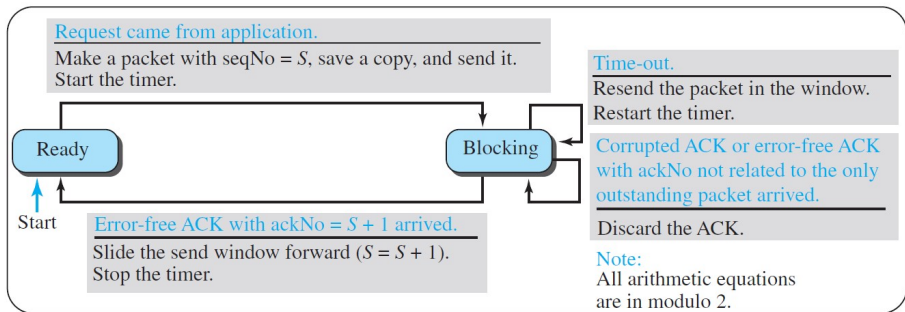 Request came from application.
Make a packet with seqNo = S, save a copy, and send it.
Start the timer.
Time-out.
Resend the packet in the window.
Restart the timer.
Ready
Blocking
Corrupted ACK or error-free ACK
with ackNo not related to the only
outstanding packet arrived.
Discard the ACK.
Start
Error-free ACK with ackNo = S + 1 arrived.
Slide the send window forward (S = S + 1).
Stop the timer.
Note:
All arithmetic equations
are in modulo 2.